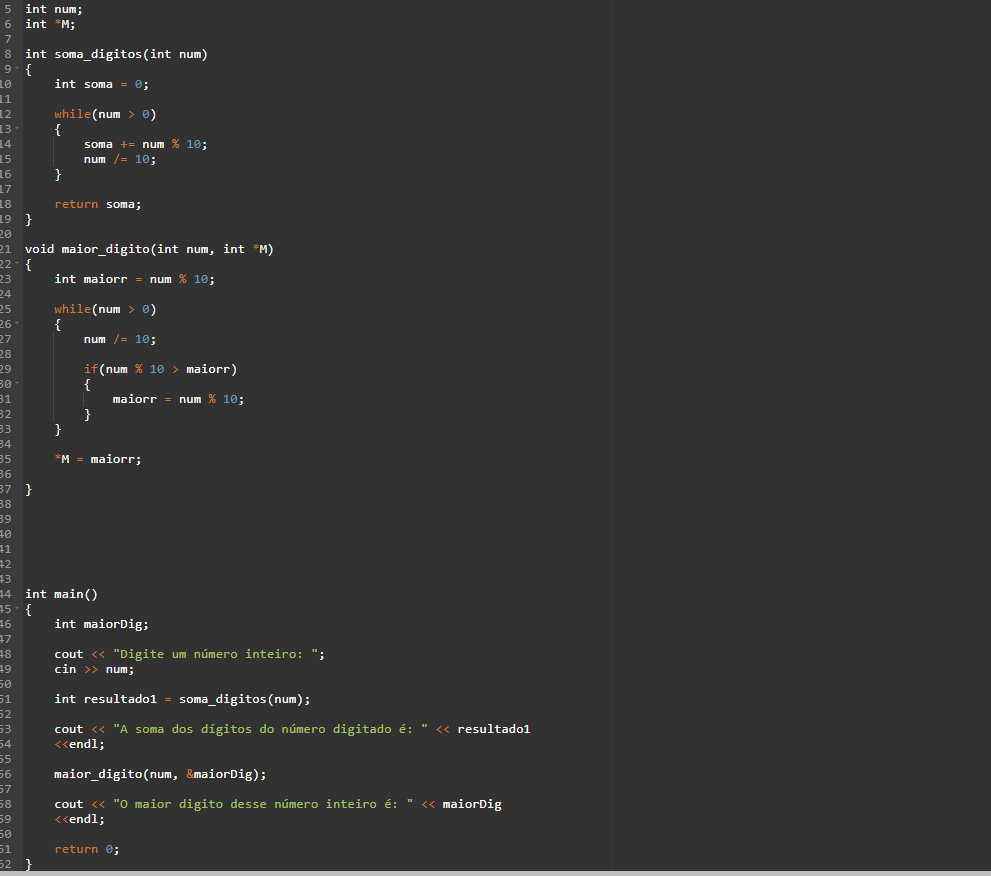 5 int num;
6 int *M;
7
8 int soma_digitos(int num)
9 {
10     int soma = 0;
11
12     while(num > 0)
13     {
14         soma += num % 10;
15         num /= 10;
16     }
17
18     return soma;
19 }
20
21 void maior_digito(int num, int *M)
22 {
23     int maiorr = num % 10;
24
25     while(num > 0)
26     {
27         num /= 10;
28
29         if(num % 10 > maiorr)
30         {
31             maiorr = num % 10;
32         }
33     }
34
35     *M = maiorr;
36
37 }
38
39
40
41
42
43
44 int main()
45 {
46     int maiorDig;
47
48     cout << "Digite um número inteiro: ";
49     cin >> num;
50
51     int resultado1 = soma_digitos(num);
52
53     cout << "A soma dos dígitos do número digitado é: " << resultado1
54     <<endl;
55
56     maior_digito(num, &maiorDig);
57
58     cout << "O maior digito desse número inteiro é: " << maiorDig
59     <<endl;
60
61     return 0;
62 }